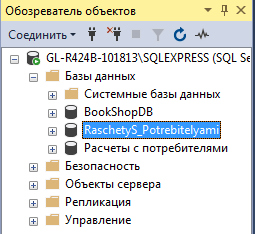 Обозреватель объектов
Соединить
GL-R424B-101813\SQLEXPRESS (SQL Se
Базы данных
Системные базы данных
BookShopDB
RaschetyS_Potrebitelyami
Расчеты с потребителями
Безопасность
Объекты сервера
Репликация
Управление